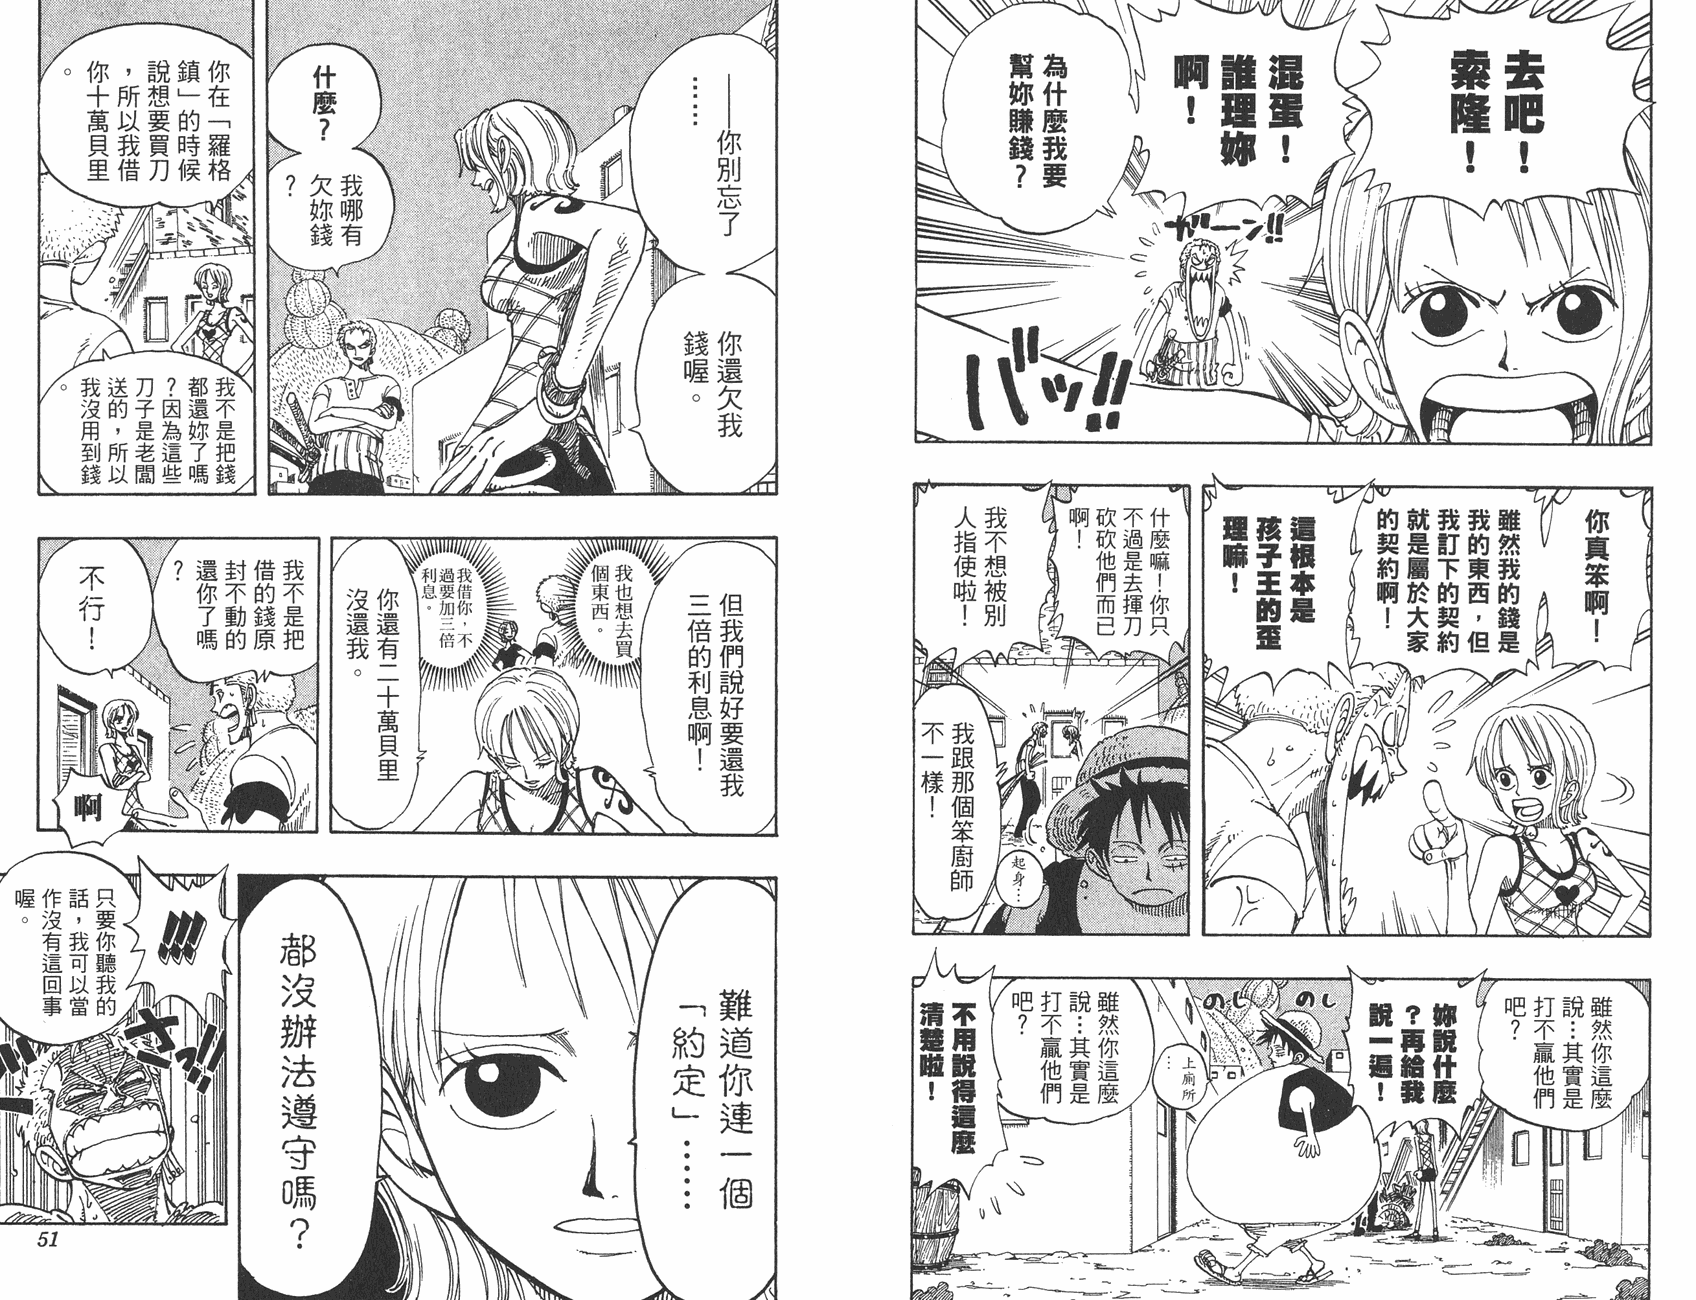 去吧！
索隆！
混蛋！
誰理妳
啊！
為什麼我要
幫妳賺錢？
ガーン!!
バッ!!
你真笨啊！
雖然我的錢是
我的東西，但
我訂下的契約
就是屬於大家
的契約啊！
這根本是
孩子王的歪
理嘛！
什麼嘛！你只
不過是去揮刀
砍砍他們而已
啊！
我不想被別
人指使啦！
我跟那個笨廚師
不一樣！
起身…
雖然你這麼
說…其實是
打不贏他們
吧？
妳說什麼
？再給我
說一遍！
雖然你這麼
說…其實是
打不贏他們
吧？
不用說得這麼
清楚啦！
のし
のし
上廁所
…
——你別忘了
……
你還欠我
錢喔。
什麼？
我哪有
欠妳錢
？
你在「羅格
鎮」的時候
說想要買刀
，所以我借
你十萬貝里
。
我不是把錢
都還妳了嗎
？因為這些
刀子是老闆
送的，所以
我沒用到錢
。
但我們說好要還我
三倍的利息啊！
我也想去買
個東西。
我借你，不
過要加三倍
利息。
你還有二十萬貝里
沒還我。
我不是把
借的錢原
封不動的
還你了嗎
？
不行！
啊
難道你連一個
「約定」……
都沒辦法遵守嗎？
!!!!
只要你聽我的
話，我可以當
作沒有這回事
喔。
51